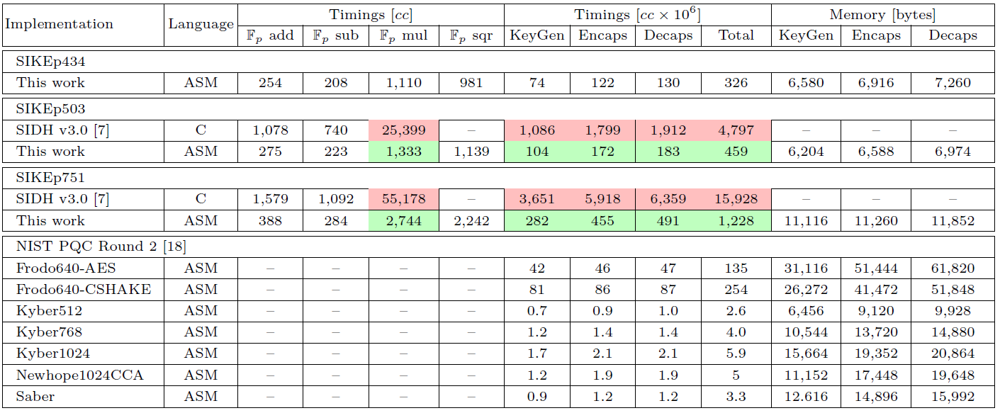 Implementation Language Timings [cc] Timings [cc × 10^6] Memory [bytes]
𝔽_p add 𝔽_p sub 𝔽_p mul 𝔽_p sqr KeyGen Encaps Decaps Total KeyGen Encaps Decaps
SIKEp434
This work ASM 254 208 1,110 981 74 122 130 326 6,580 6,916 7,260
SIKEp503
SIDH v3.0 [7] C 1,078 740 25,399 – 1,086 1,799 1,912 4,797 – – –
This work ASM 275 223 1,333 1,139 104 172 183 459 6,204 6,588 6,974
SIKEp751
SIDH v3.0 [7] C 1,579 1,092 55,178 – 3,651 5,918 6,359 15,928 – – –
This work ASM 388 284 2,744 2,242 282 455 491 1,228 11,116 11,260 11,852
NIST PQC Round 2 [18]
Frodo640-AES ASM – – – – 42 46 47 135 31,116 51,444 61,820
Frodo640-CSHAKE ASM – – – – 81 86 87 254 26,272 41,472 51,848
Kyber512 ASM – – – – 0.7 0.9 1.0 2.6 6,456 9,120 9,928
Kyber768 ASM – – – – 1.2 1.4 1.4 4.0 10,544 13,720 14,880
Kyber1024 ASM – – – – 1.7 2.1 2.1 5.9 15,664 19,352 20,864
Newhope1024CCA ASM – – – – 1.2 1.9 1.9 5 11,152 17,448 19,648
Saber ASM – – – – 0.9 1.2 1.2 3.3 12.616 14,896 15,992